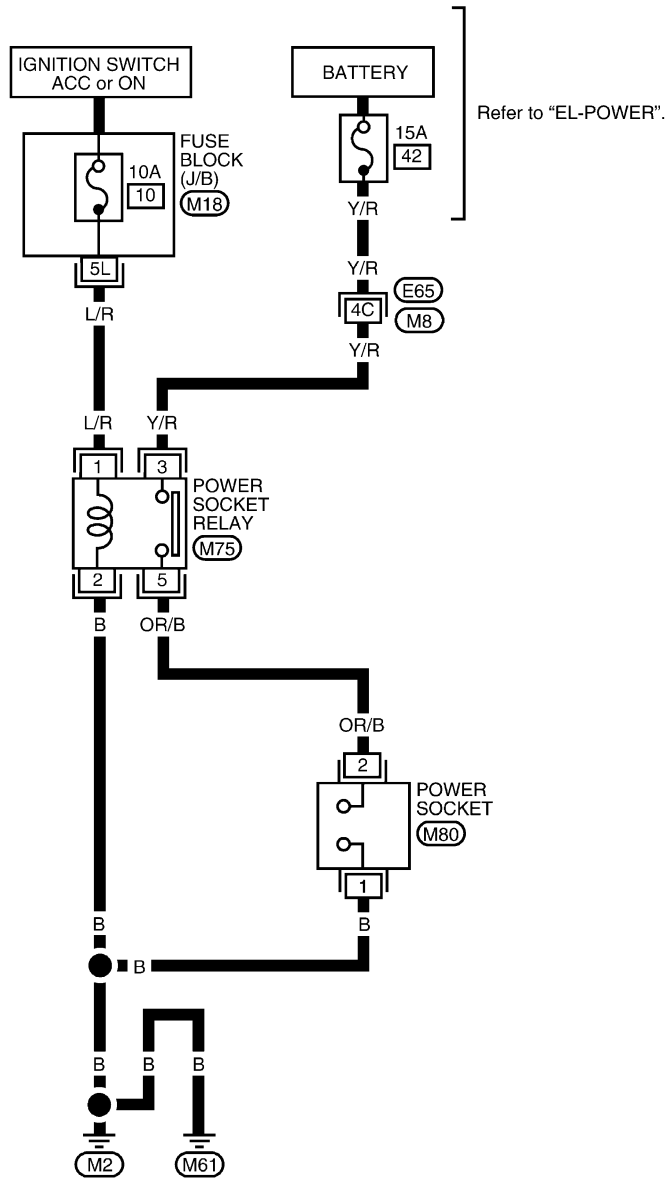 IGNITION SWITCH
ACC or ON
BATTERY
Refer to “EL-POWER”.
FUSE
BLOCK
(J/B)
M18
10A
10
15A
42
Y/R
5L
Y/R
E65
4C
M8
L/R
Y/R
L/R
Y/R
1
3
POWER
SOCKET
RELAY
M75
2
5
B
OR/B
OR/B
2
POWER
SOCKET
M80
1
B
B
B
B
B
B
M2
M61